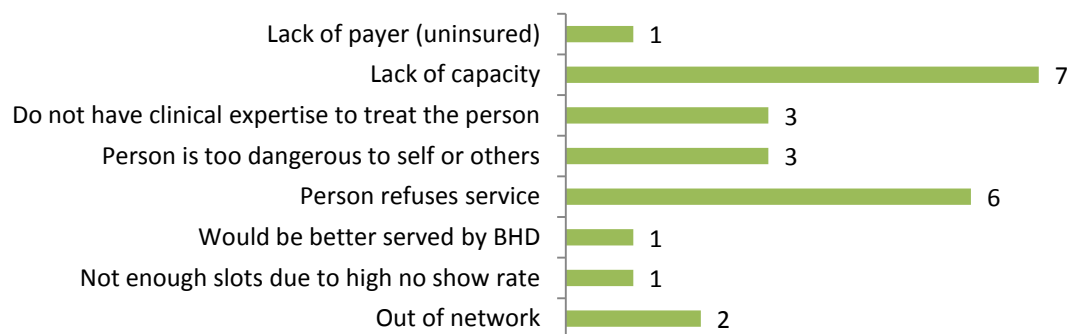 Lack of payer (uninsured) 1
Lack of capacity 7
Do not have clinical expertise to treat the person 3
Person is too dangerous to self or others 3
Person refuses service 6
Would be better served by BHD 1
Not enough slots due to high no show rate 1
Out of network 2